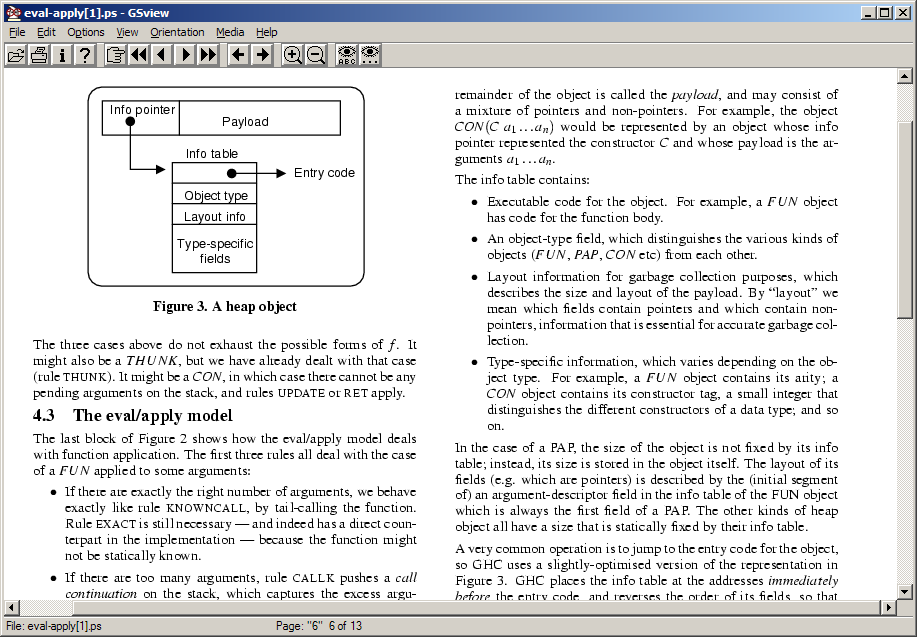 eval-apply[1].ps - GSview
File Edit Options View Orientation Media Help
i ? ABC
Info pointer
Payload
Info table
Entry code
Object type
Layout info
Type-specific
fields
Figure 3. A heap object
The three cases above do not exhaust the possible forms of f. It
might also be a THUNK, but we have already dealt with that case
(rule THUNK). It might be a CON, in which case there cannot be any
pending arguments on the stack, and rules UPDATE or RET apply.
4.3 The eval/apply model
The last block of Figure 2 shows how the eval/apply model deals
with function application. The first three rules all deal with the case
of a FUN applied to some arguments:
• If there are exactly the right number of arguments, we behave
exactly like rule KNOWNCALL, by tail-calling the function.
Rule EXACT is still necessary — and indeed has a direct coun-
terpart in the implementation — because the function might
not be statically known.
• If there are too many arguments, rule CALLK pushes a call
continuation on the stack, which captures the excess argu-
remainder of the object is called the payload, and may consist of
a mixture of pointers and non-pointers. For example, the object
CON(C a1...an) would be represented by an object whose info
pointer represented the constructor C and whose payload is the ar-
guments a1...an.
The info table contains:
• Executable code for the object. For example, a FUN object
has code for the function body.
• An object-type field, which distinguishes the various kinds of
objects (FUN, PAP, CON etc) from each other.
• Layout information for garbage collection purposes, which
describes the size and layout of the payload. By “layout” we
mean which fields contain pointers and which contain non-
pointers, information that is essential for accurate garbage col-
lection.
• Type-specific information, which varies depending on the ob-
ject type. For example, a FUN object contains its arity; a
CON object contains its constructor tag, a small integer that
distinguishes the different constructors of a data type; and so
on.
In the case of a PAP, the size of the object is not fixed by its info
table; instead, its size is stored in the object itself. The layout of its
fields (e.g. which are pointers) is described by the (initial segment
of) an argument-descriptor field in the info table of the FUN object
which is always the first field of a PAP. The other kinds of heap
object all have a size that is statically fixed by their info table.
A very common operation is to jump to the entry code for the object,
so GHC uses a slightly-optimised version of the representation in
Figure 3. GHC places the info table at the addresses immediately
before the entry code, and reverses the order of its fields, so that
File: eval-apply[1].ps
Page: "6" 6 of 13